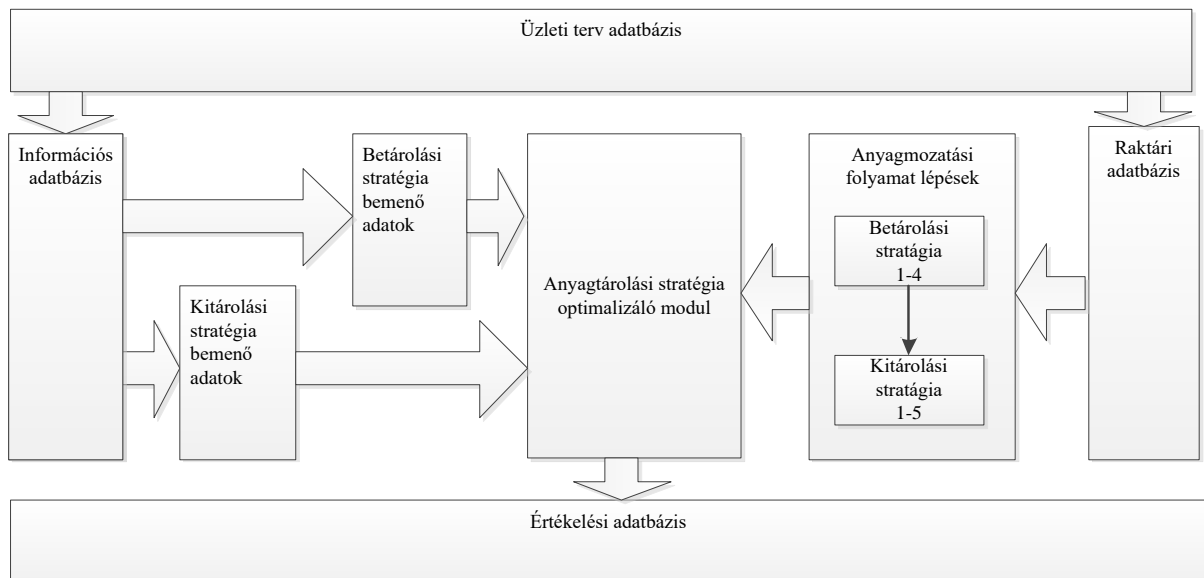 Üzleti terv adatbázis
Információs
adatbázis
Betárolási
stratégia
bemenő
adatok
Kitárolási
stratégia
bemenő
adatok
Anyagtárolási stratégia
optimalizáló modul
Anyagmozatási
folyamat lépések
Betárolási
stratágia
1-4
Kitárolási
stratégia
1-5
Raktári
adatbázis
Értékelési adatbázis